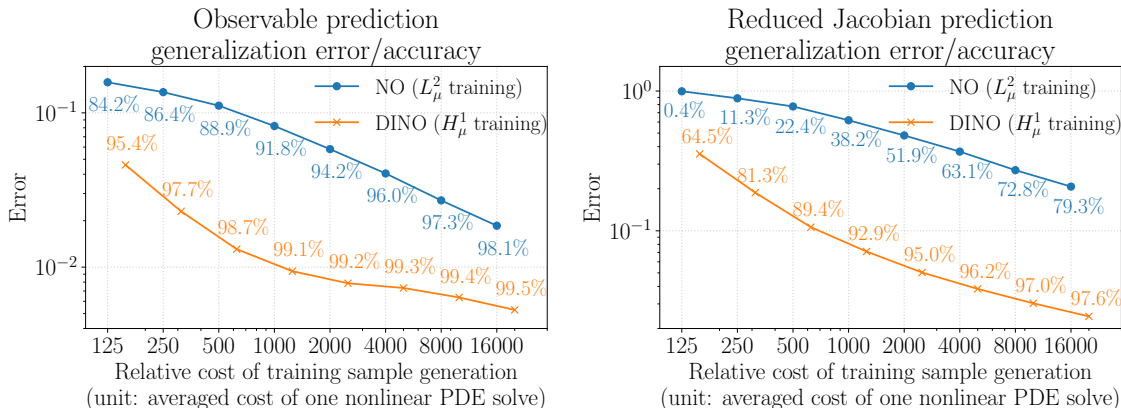 Observable prediction
generalization error/accuracy
Error
10⁻¹
10⁻²
NO (L²_μ training)
DINO (H¹_μ training)
84.2%
86.4%
88.9%
91.8%
94.2%
96.0%
97.3%
98.1%
95.4%
97.7%
98.7%
99.1%
99.2%
99.3%
99.4%
99.5%
125 250 500 1000 2000 4000 8000 16000
Relative cost of training sample generation
(unit: averaged cost of one nonlinear PDE solve)
Reduced Jacobian prediction
generalization error/accuracy
Error
10⁰
10⁻¹
NO (L²_μ training)
DINO (H¹_μ training)
0.4%
11.3%
22.4%
38.2%
51.9%
63.1%
72.8%
79.3%
64.5%
81.3%
89.4%
92.9%
95.0%
96.2%
97.0%
97.6%
125 250 500 1000 2000 4000 8000 16000
Relative cost of training sample generation
(unit: averaged cost of one nonlinear PDE solve)